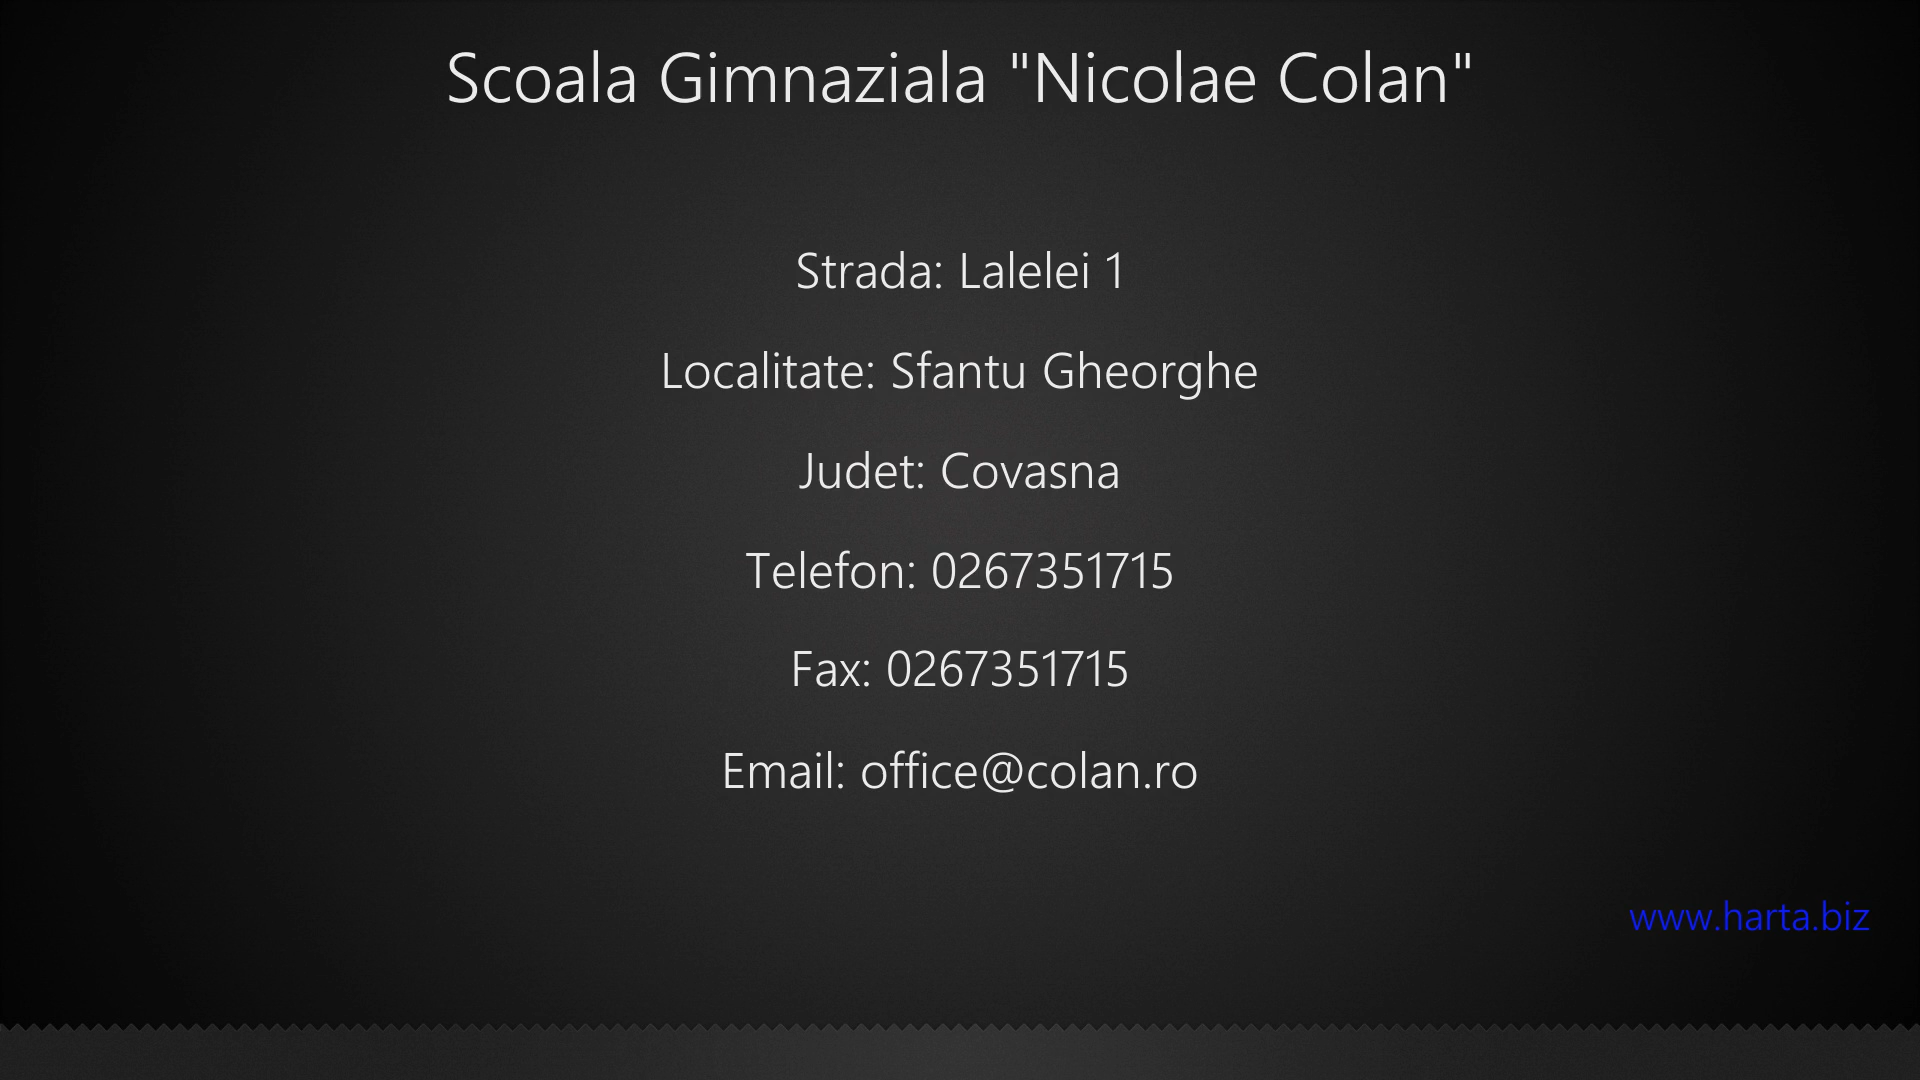 Scoala Gimnaziala "Nicolae Colan"
Strada: Lalelei 1
Localitate: Sfantu Gheorghe
Judet: Covasna
Telefon: 0267351715
Fax: 0267351715
Email: office@colan.ro
www.harta.biz